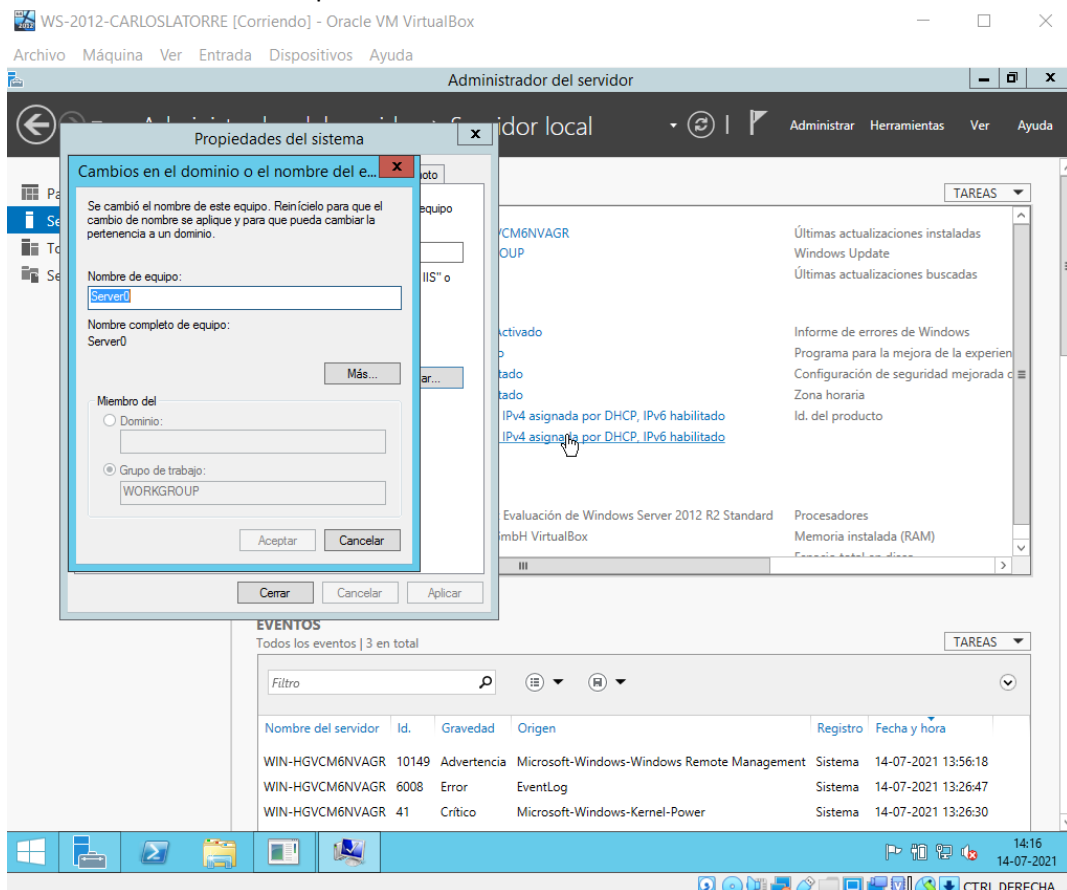 WS-2012-CARLOSLATORRE [Corriendo] - Oracle VM VirtualBox
Archivo Máquina Ver Entrada Dispositivos Ayuda
Administrador del servidor
Administrar Herramientas Ver Ayuda
Propiedades del sistema
Cambios en el dominio o el nombre del e...
Se cambió el nombre de este equipo. Reinícielo para que el
cambio de nombre se aplique y para que pueda cambiar la
pertenencia a un dominio.
Nombre de equipo:
Server0
Nombre completo de equipo:
Server0
Más...
Miembro del
Dominio:
Grupo de trabajo:
WORKGROUP
Aceptar Cancelar
Cerrar Cancelar Aplicar
equipo
IIS" o
ar...
idor local
TAREAS
/CM6NVAGR
OUP
Activado
tado
tado
IPv4 asignada por DHCP, IPv6 habilitado
IPv4 asignada por DHCP, IPv6 habilitado
Evaluación de Windows Server 2012 R2 Standard
mbH VirtualBox
Últimas actualizaciones instaladas
Windows Update
Últimas actualizaciones buscadas
Informe de errores de Windows
Programa para la mejora de la experien
Configuración de seguridad mejorada d
Zona horaria
Id. del producto
Procesadores
Memoria instalada (RAM)
EVENTOS
Todos los eventos | 3 en total
TAREAS
Filtro
Nombre del servidor Id. Gravedad Origen Registro Fecha y hora
WIN-HGVCM6NVAGR 10149 Advertencia Microsoft-Windows-Windows Remote Management Sistema 14-07-2021 13:56:18
WIN-HGVCM6NVAGR 6008 Error EventLog Sistema 14-07-2021 13:26:47
WIN-HGVCM6NVAGR 41 Crítico Microsoft-Windows-Kernel-Power Sistema 14-07-2021 13:26:30
14:16
14-07-2021
CTRL DERECHA